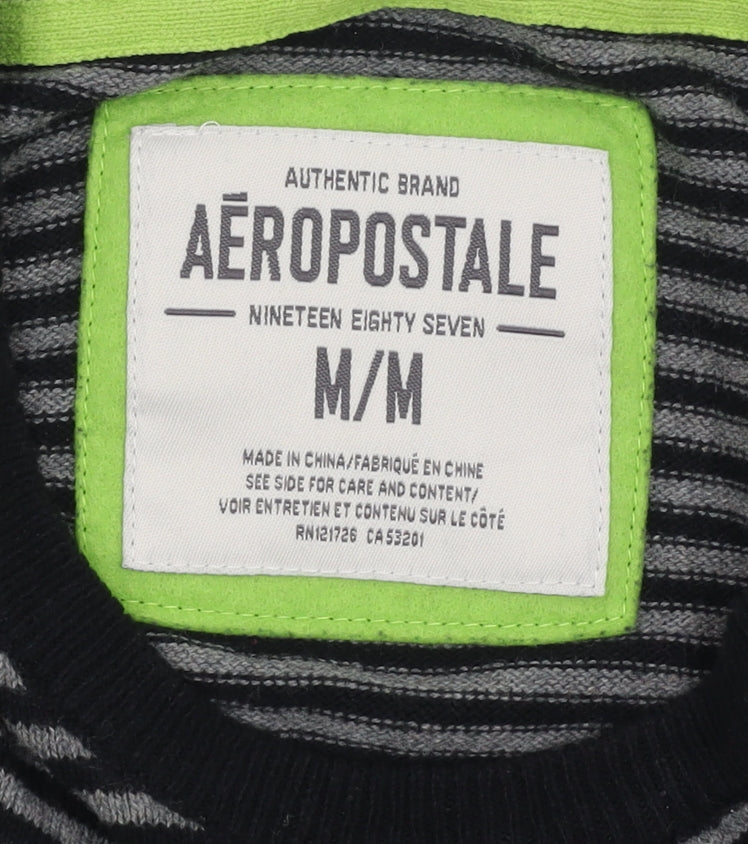 AUTHENTIC BRAND
AĒROPOSTALE
NINETEEN EIGHTY SEVEN
M/M
MADE IN CHINA/FABRIQUÉ EN CHINE
SEE SIDE FOR CARE AND CONTENT/
VOIR ENTRETIEN ET CONTENU SUR LE CÔTÉ
RN121726 CA53201